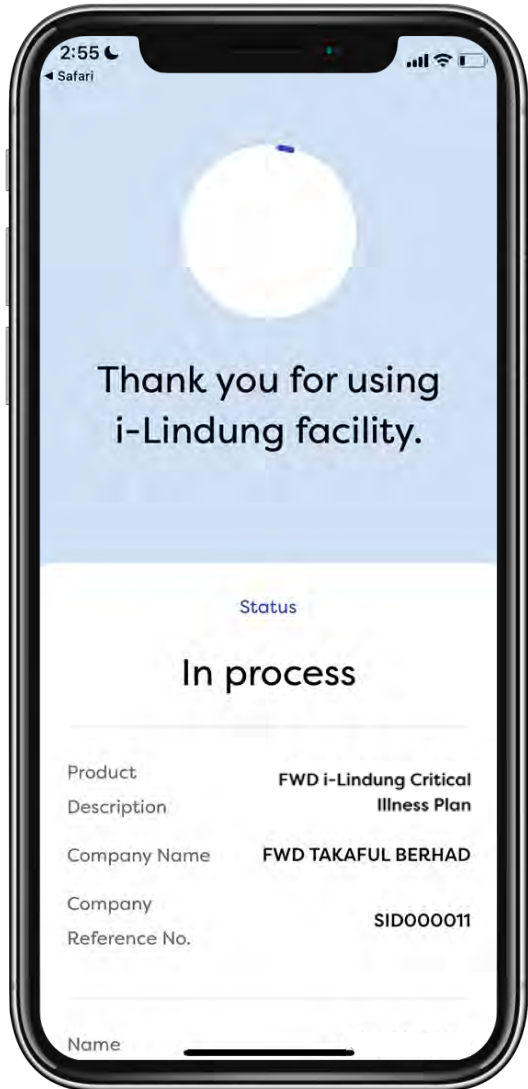 2:55
Safari
Thank you for using
i-Lindung facility.
Status
In process
Product
Description
FWD i-Lindung Critical
Illness Plan
Company Name
FWD TAKAFUL BERHAD
Company
Reference No.
SID000011
Name